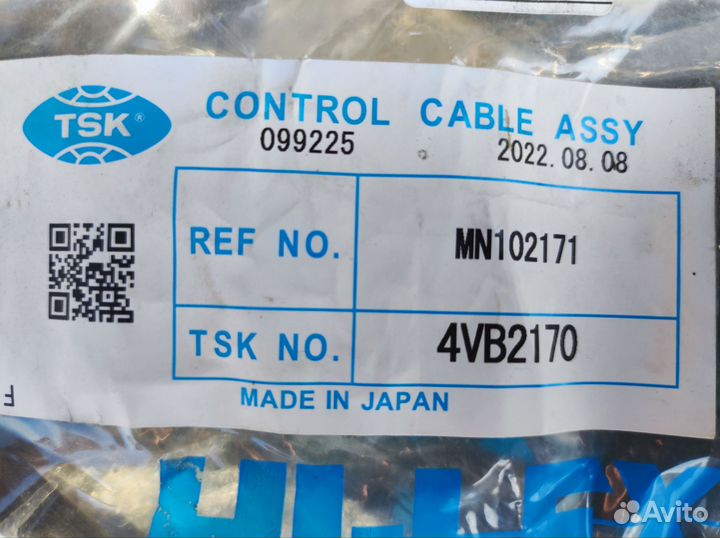 TSK®
CONTROL CABLE ASSY
099225
2022.08.08
REF NO.
MN102171
TSK NO.
4VB2170
MADE IN JAPAN
F
Avito